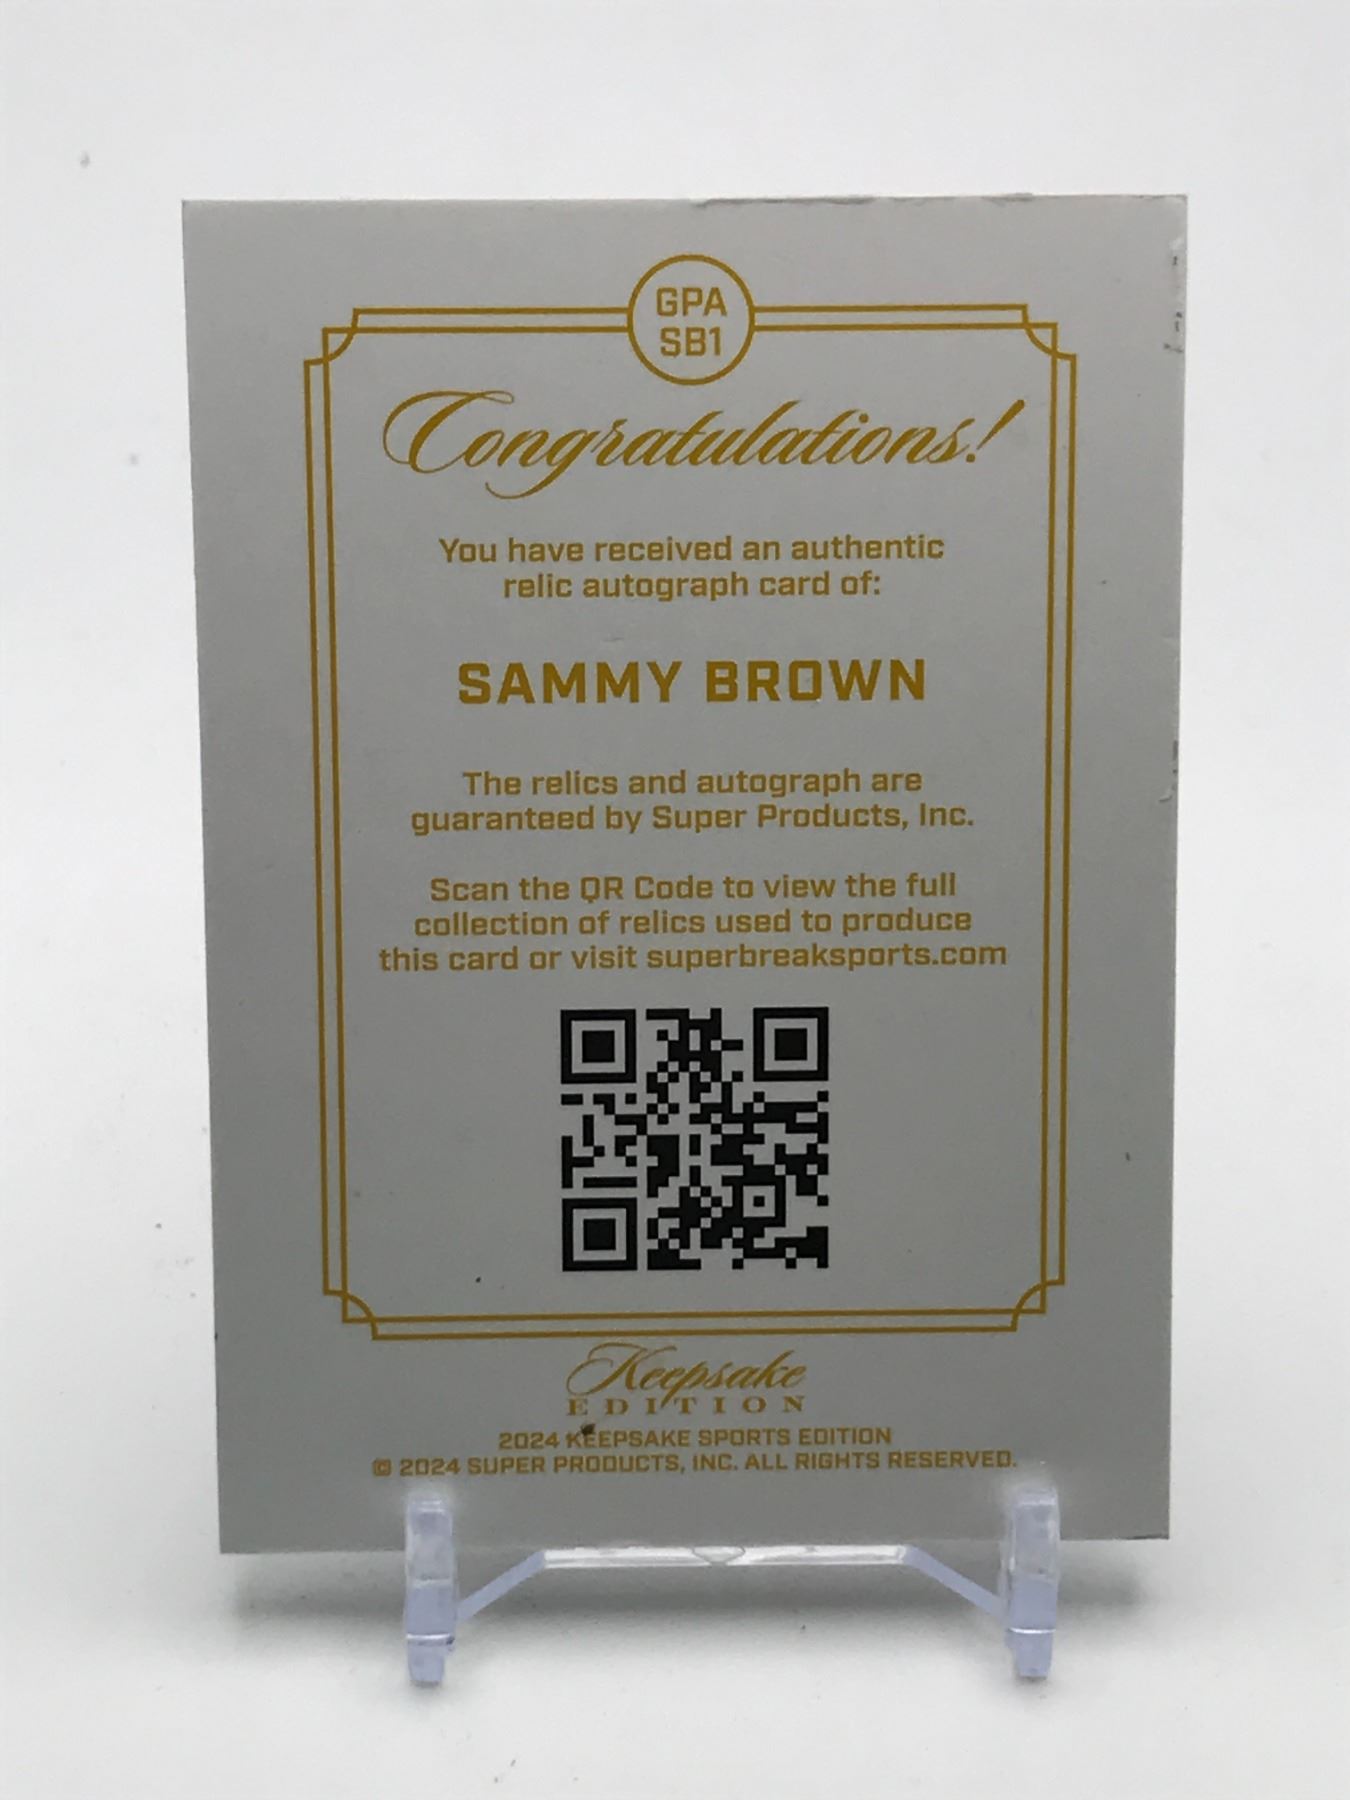 GPA
SB1
Congratulations!
You have received an authentic
relic autograph card of:
SAMMY BROWN
The relics and autograph are
guaranteed by Super Products, Inc.
Scan the QR Code to view the full
collection of relics used to produce
this card or visit superbreaksports.com
Keepsake
EDITION
2024 KEEPSAKE SPORTS EDITION
© 2024 SUPER PRODUCTS, INC. ALL RIGHTS RESERVED.